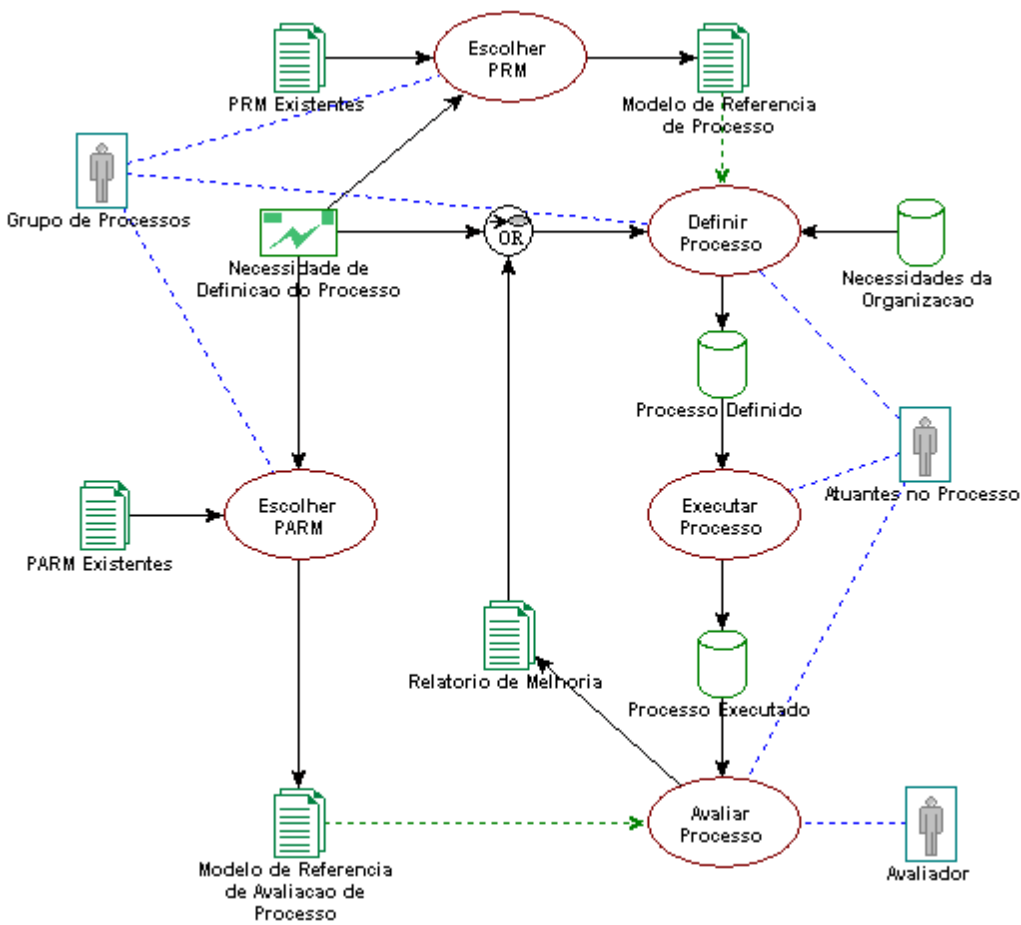 Escolher
PRM
PRM Existentes
Modelo de Referencia
de Processo
Grupo de Processos
OR
Definir
Processo
Necessidade de
Definicao do Processo
Necessidades da
Organizacao
Processo Definido
Escolher
PARM
Executar
Processo
Atuantes no Processo
PARM Existentes
Relatorio de Melhoria
Processo Executado
Avaliar
Processo
Modelo de Referencia
de Avaliacao de
Processo
Avaliador